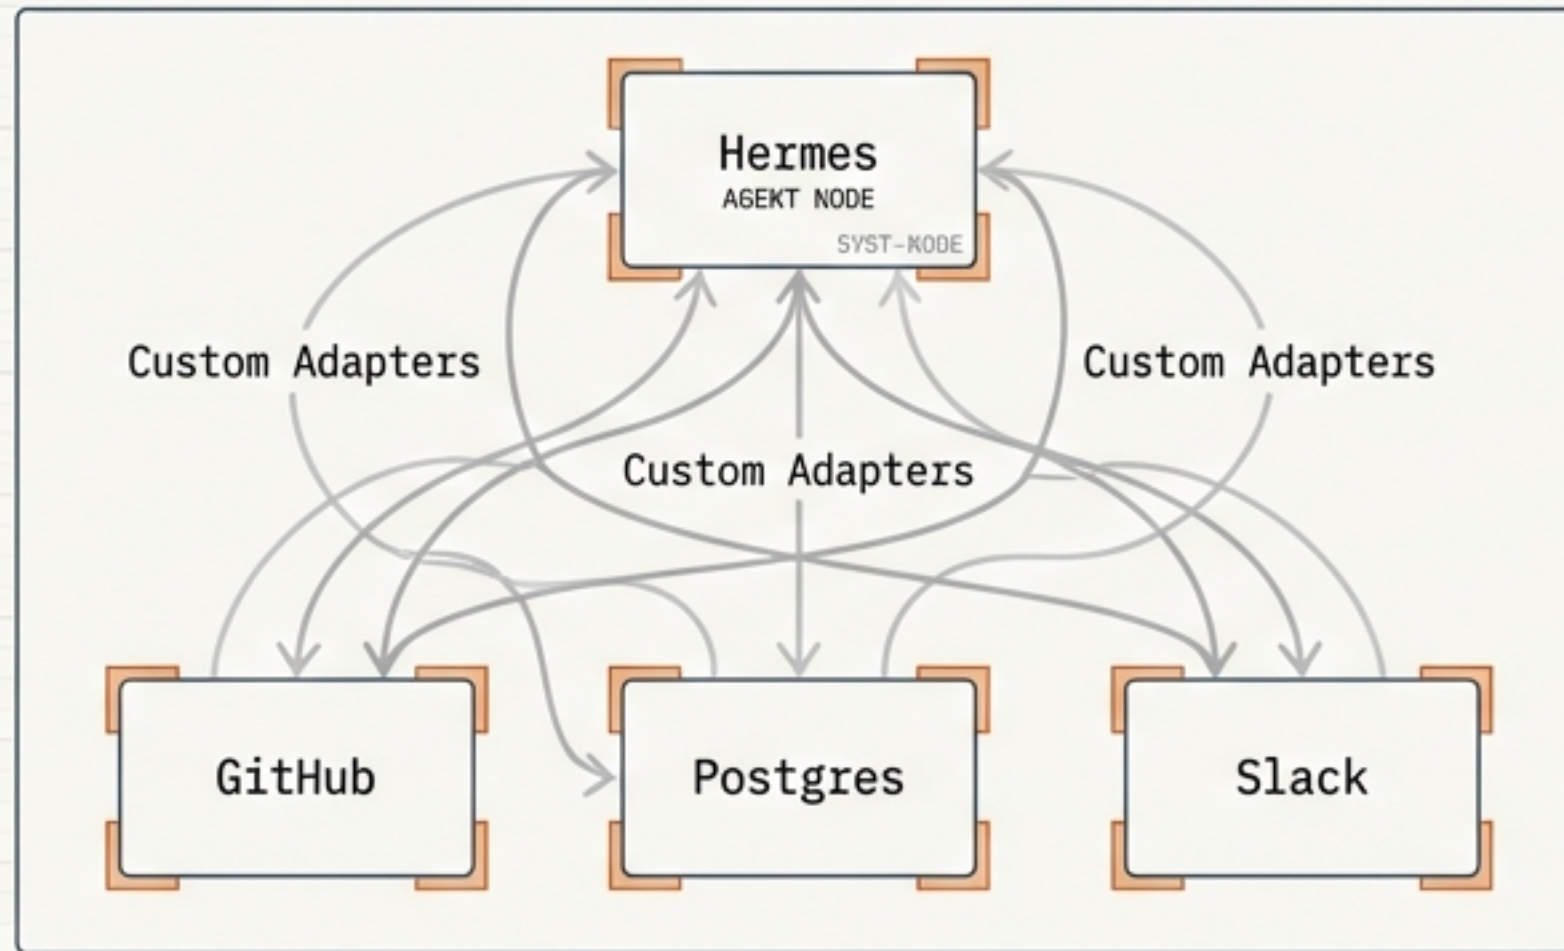 Hermes
AGEKT NODE
SYST-KODE
Custom Adapters
Custom Adapters
Custom Adapters
GitHub
Postgres
Slack